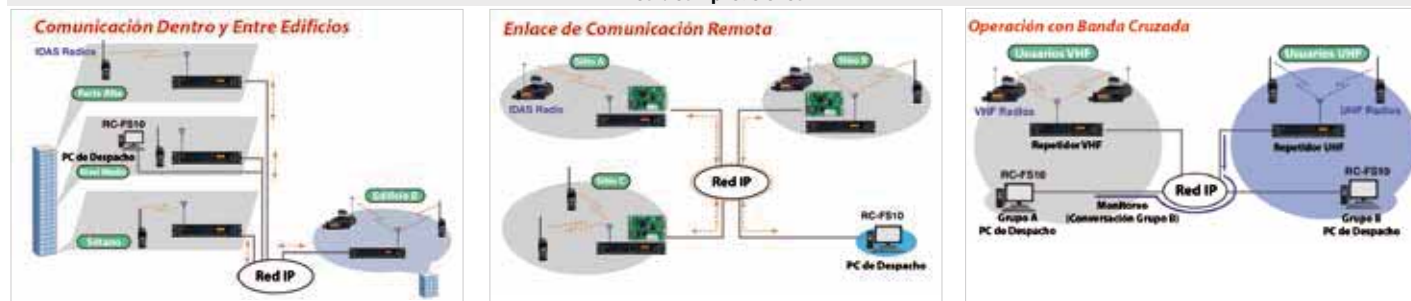 Comunicación Dentro y Entre Edificios
IDAS Radios
Parte Alta
RC-FS10
PC de Despacho
Nivel Medio
Sótano
Edificio B
Red IP
Enlace de Comunicación Remota
Sitio A
IDAS Radio
Sitio B
Sitio C
Red IP
RC-FS10
PC de Despacho
Operación con Banda Cruzada
Usuarios VHF
Usuarios UHF
VHF Radios
UHF Radios
Repetidor VHF
Repetidor UHF
RC-FS10
RC-FS10
Red IP
Grupo A
PC de Despacho
Monitoreo
(Conversación Grupo B)
Grupo B
PC de Despacho